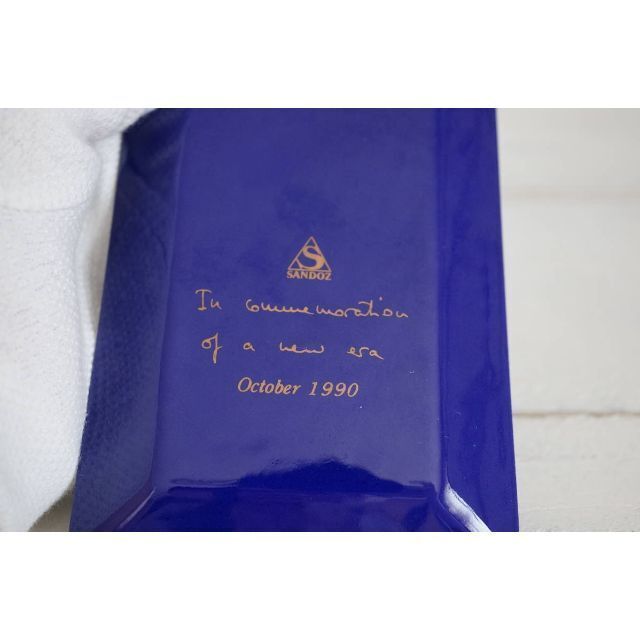 S
SANDOZ
In commemoration
of a new era
October 1990